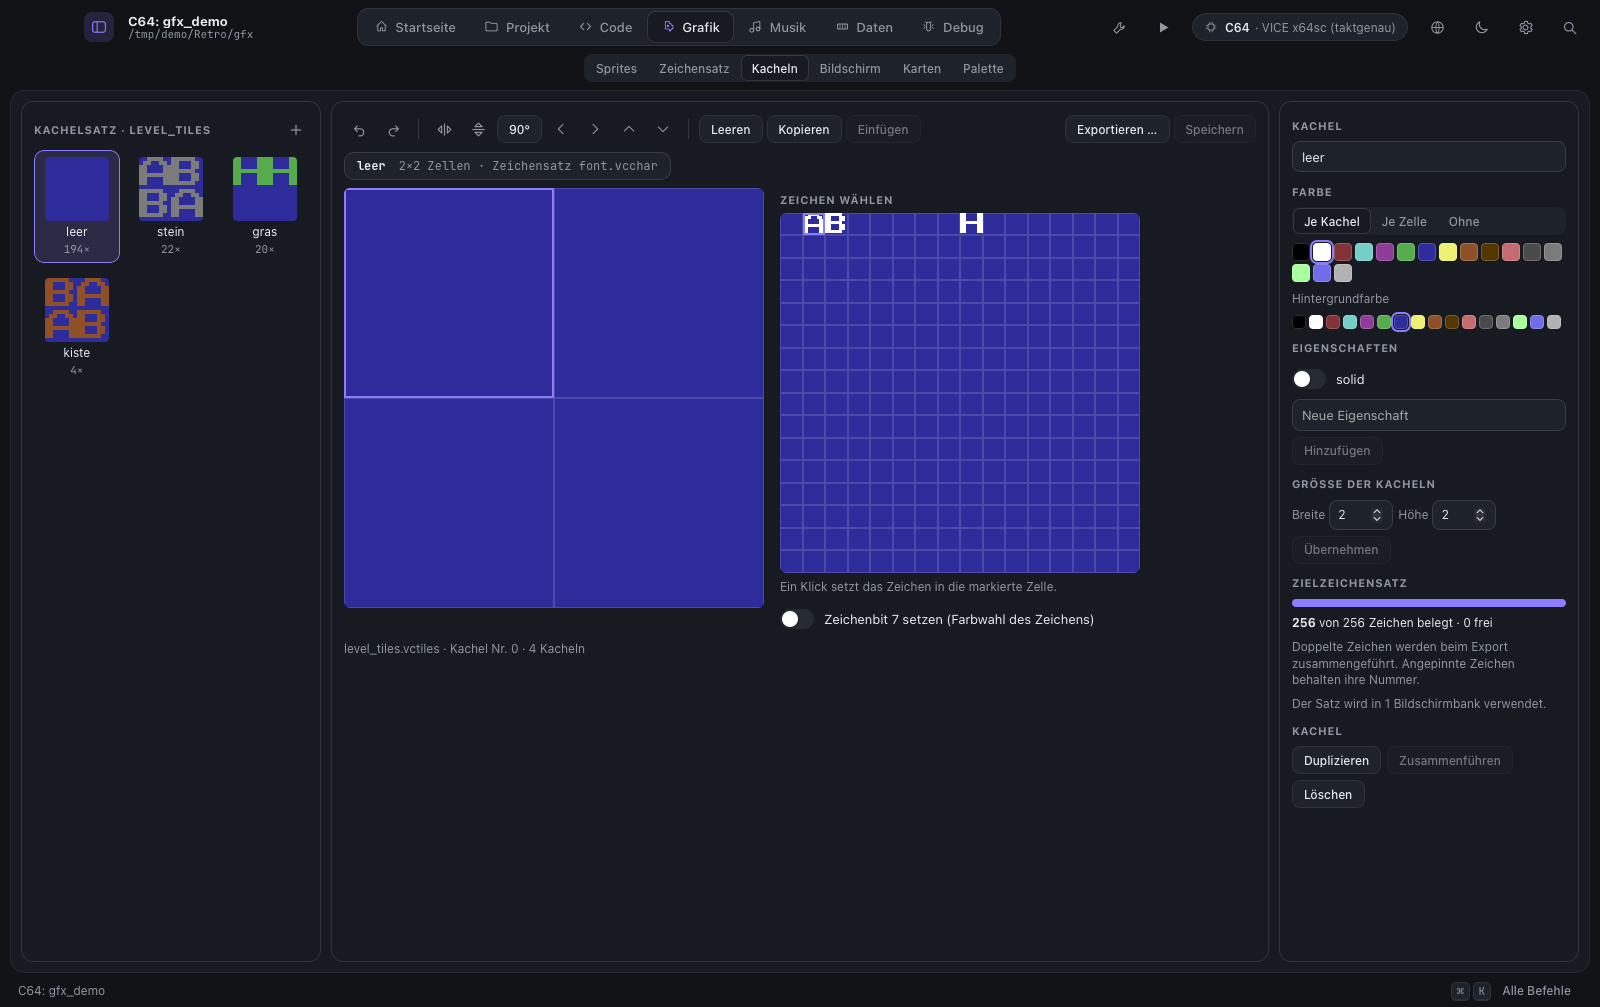 C64: gfx_demo
/tmp/demo/Retro/gfx
Startseite
Projekt
Code
Grafik
Musik
Daten
Debug
C64 · VICE x64sc (taktgenau)
Sprites
Zeichensatz
Kacheln
Bildschirm
Karten
Palette
KACHELSATZ · LEVEL_TILES
leer
194×
AB
BA
stein
22×
HH
gras
20×
BA
AB
kiste
4×
90°
Leeren
Kopieren
Einfügen
Exportieren ...
Speichern
leer 2×2 Zellen · Zeichensatz font.vcchar
ZEICHEN WÄHLEN
AB H
Ein Klick setzt das Zeichen in die markierte Zelle.
Zeichenbit 7 setzen (Farbwahl des Zeichens)
level_tiles.vctiles · Kachel Nr. 0 · 4 Kacheln
KACHEL
leer
FARBE
Je Kachel
Je Zelle
Ohne
Hintergrundfarbe
EIGENSCHAFTEN
solid
Neue Eigenschaft
Hinzufügen
GRÖSSE DER KACHELN
Breite 2 Höhe 2
Übernehmen
ZIELZEICHENSATZ
256 von 256 Zeichen belegt · 0 frei
Doppelte Zeichen werden beim Export
zusammengeführt. Angepinnte Zeichen
behalten ihre Nummer.
Der Satz wird in 1 Bildschirmbank verwendet.
KACHEL
Duplizieren
Zusammenführen
Löschen
C64: gfx_demo
⌘ K Alle Befehle